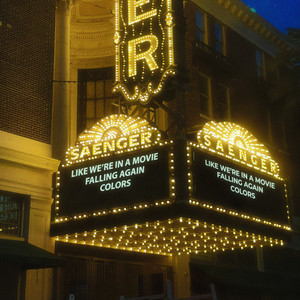 ER
SAENGER
LIKE WE'RE IN A MOVIE
FALLING AGAIN
COLORS
SAENGER
LIKE WE'RE IN A MOVIE
FALLING AGAIN
COLORS